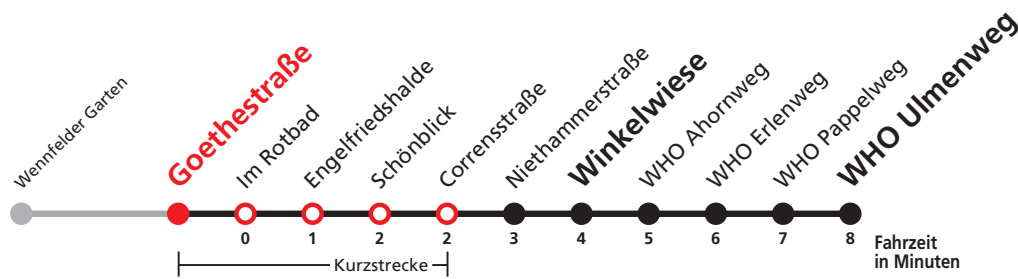 Wennfelder Garten
Goethestraße
Im Rotbad
Engelfriedshalde
Schönblick
Corrensstraße
Niethammerstraße
Winkelwiese
WHO Ahornweg
WHO Erlenweg
WHO Pappelweg
WHO Ulmenweg
0 1 2 2 3 4 5 6 7 8
Fahrzeit
in Minuten
Kurzstrecke